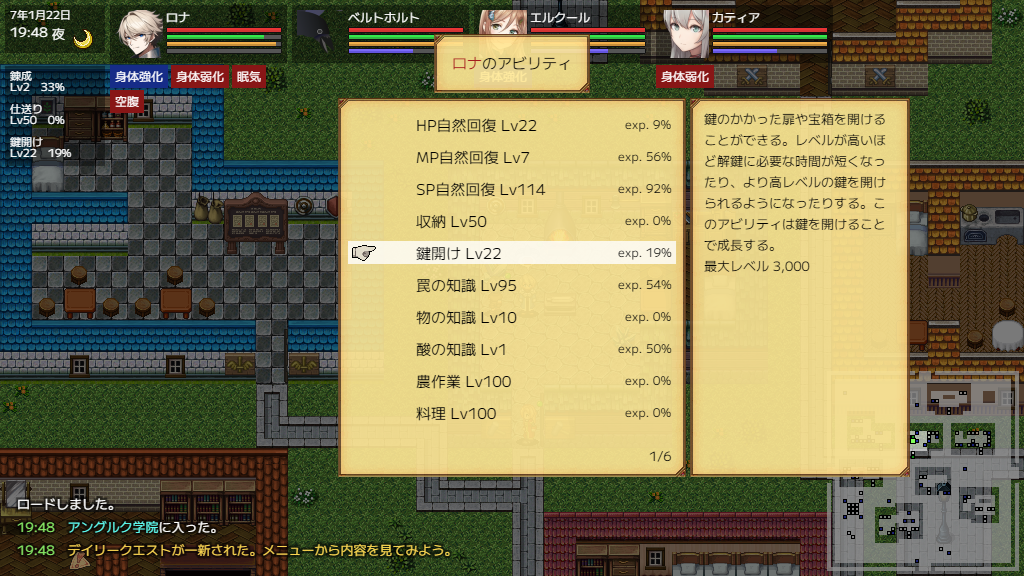 7年1月22日
19:48 夜
ロナ
ベルトホルト
エルクール
カティア
錬成
Lv2 33%
仕送り
Lv50 0%
鍵開け
Lv22 19%
身体強化
身体弱化
眠気
空腹
身体強化
身体弱化
ロナのアビリティ
HP自然回復 Lv22 exp. 9%
MP自然回復 Lv7 exp. 56%
SP自然回復 Lv114 exp. 92%
収納 Lv50 exp. 0%
鍵開け Lv22 exp. 19%
罠の知識 Lv95 exp. 54%
物の知識 Lv10 exp. 0%
酸の知識 Lv1 exp. 50%
農作業 Lv100 exp. 0%
料理 Lv100 exp. 0%
1/6
鍵のかかった扉や宝箱を開ける
ことができる。レベルが高いほ
ど解鍵に必要な時間が短くなっ
たり、より高レベルの鍵を開け
られるようになったりする。こ
のアビリティは鍵を開けること
で成長する。
最大レベル 3,000
ロードしました。
19:48 アングルク学院に入った。
19:48 デイリークエストが一新された。メニューから内容を見てみよう。